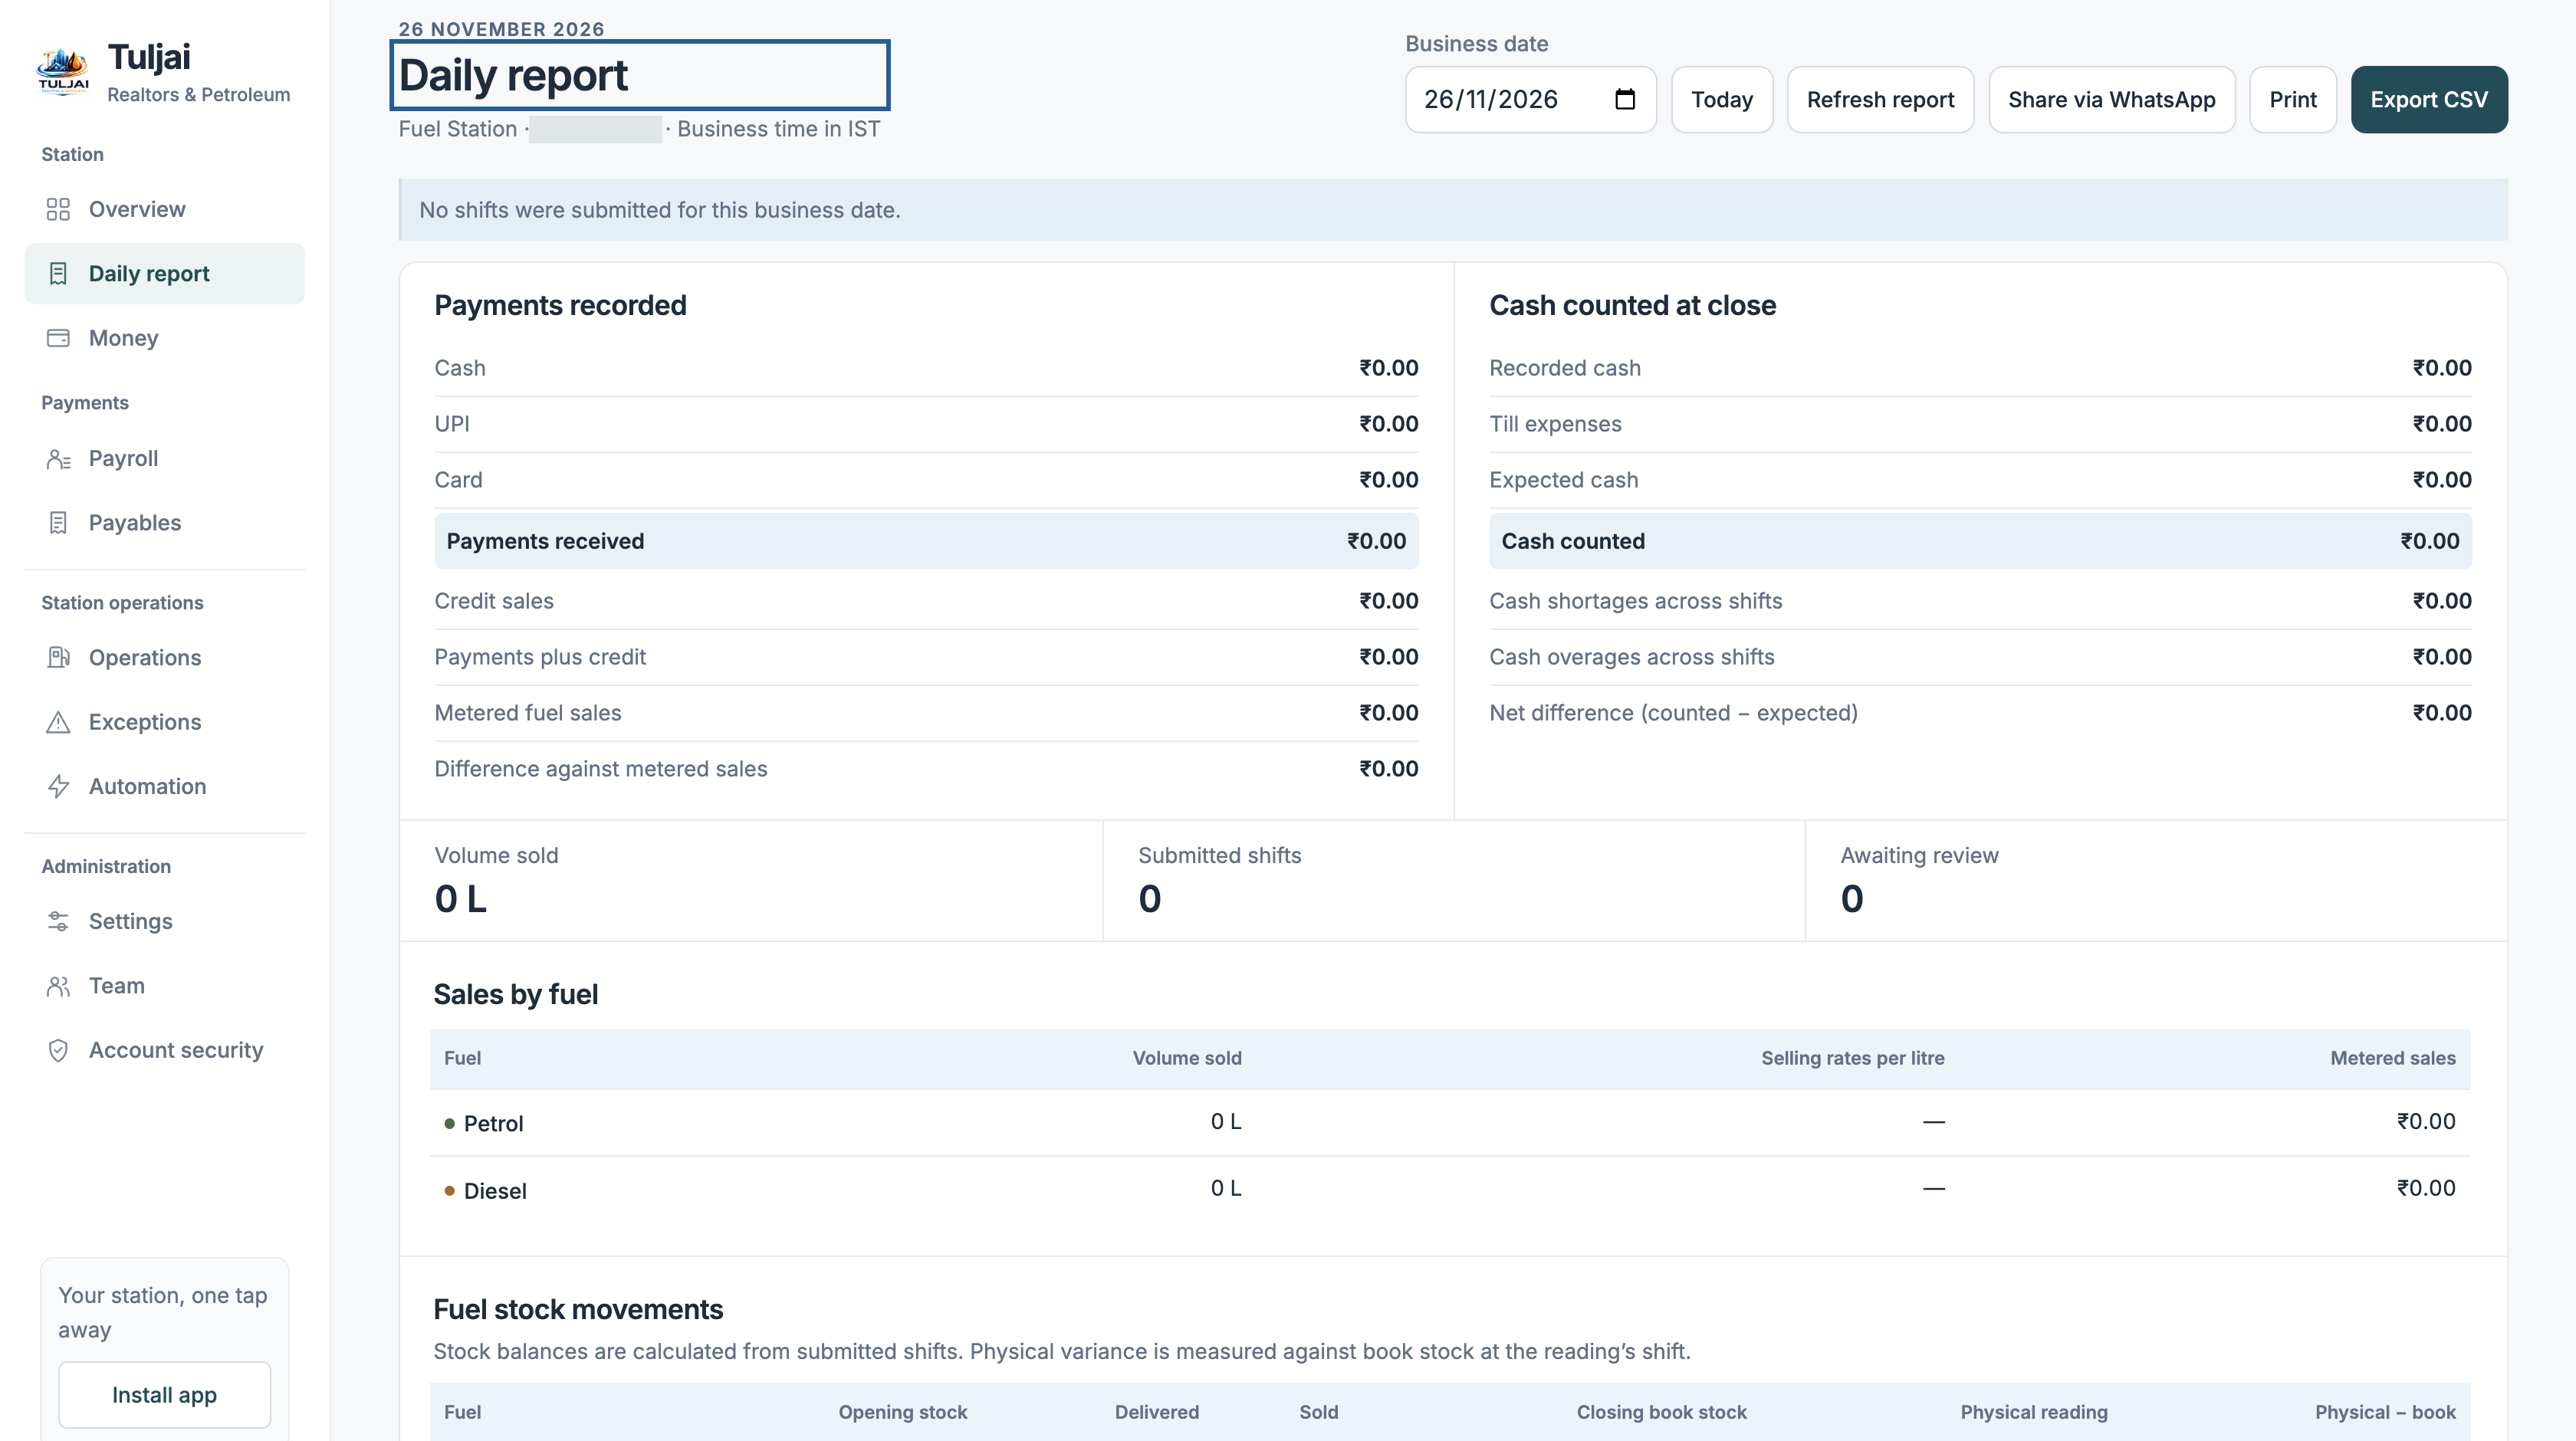 TULJAI
Tuljai
Realtors & Petroleum
Station
Overview
Daily report
Money
Payments
Payroll
Payables
Station operations
Operations
Exceptions
Automation
Administration
Settings
Team
Account security
Your station, one tap
away
Install app
26 NOVEMBER 2026
Daily report
Fuel Station · · Business time in IST
Business date
26/11/2026
Today
Refresh report
Share via WhatsApp
Print
Export CSV
No shifts were submitted for this business date.
Payments recorded
Cash ₹0.00
UPI ₹0.00
Card ₹0.00
Payments received ₹0.00
Credit sales ₹0.00
Payments plus credit ₹0.00
Metered fuel sales ₹0.00
Difference against metered sales ₹0.00
Cash counted at close
Recorded cash ₹0.00
Till expenses ₹0.00
Expected cash ₹0.00
Cash counted ₹0.00
Cash shortages across shifts ₹0.00
Cash overages across shifts ₹0.00
Net difference (counted – expected) ₹0.00
Volume sold
0 L
Submitted shifts
0
Awaiting review
0
Sales by fuel
Fuel Volume sold Selling rates per litre Metered sales
Petrol 0 L — ₹0.00
Diesel 0 L — ₹0.00
Fuel stock movements
Stock balances are calculated from submitted shifts. Physical variance is measured against book stock at the reading’s shift.
Fuel Opening stock Delivered Sold Closing book stock Physical reading Physical – book